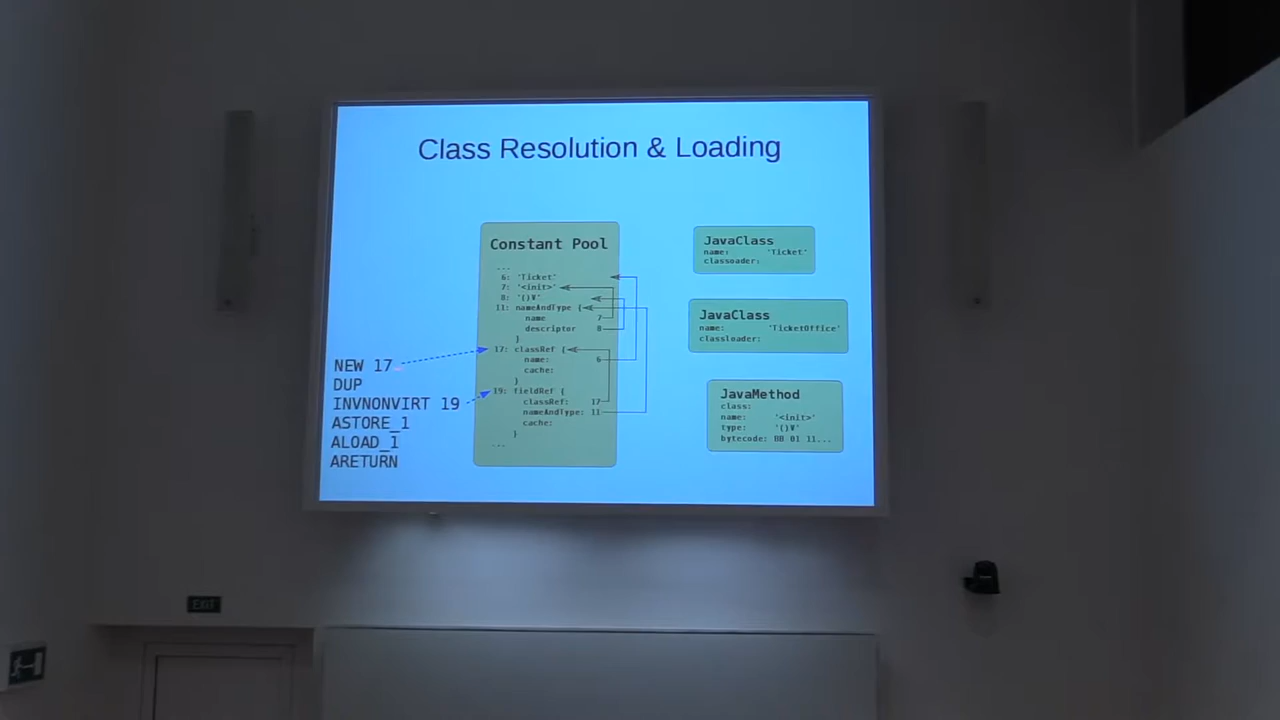 Class Resolution & Loading
NEW 17
DUP
INVNONVIRT 19
ASTORE_1
ALOAD_1
ARETURN
Constant Pool
...
6: 'Ticket'
7: '<init>'
8: '()V'
11: nameAndType {
name 7
descriptor 8
}
17: classRef {
name: 6
cache:
}
19: fieldRef {
classRef: 17
nameAndType: 11
cache:
}
...
JavaClass
name: 'Ticket'
classoader:
JavaClass
name: 'TicketOffice'
classloader:
JavaMethod
class:
name: '<init>'
type: '()V'
bytecode: BB 01 11...
EXIT